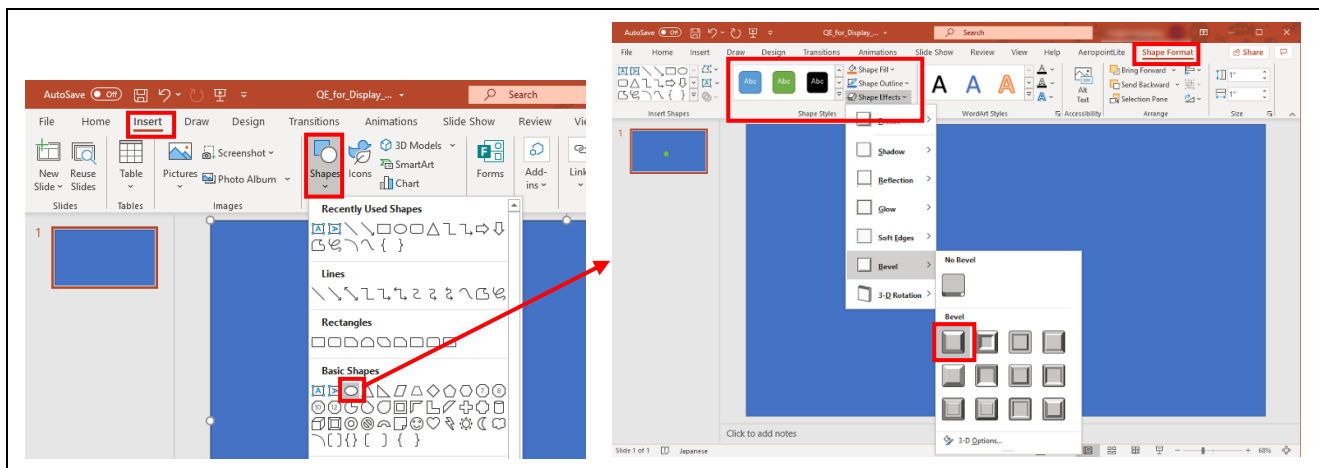 AutoSave Off QE_for_Display_... Search
File Home Insert Draw Design Transitions Animations Slide Show Review
New Slide Reuse Slides Table Pictures Screenshot Photo Album Shapes Icons 3D Models SmartArt Chart Forms Add-ins Link
Slides Tables Images
Recently Used Shapes
1
Lines
Rectangles
Basic Shapes
AutoSave Off QE_for_Display_... Search
File Home Insert Draw Design Transitions Animations Slide Show Review View Help AeropointLite Shape Format Share
Abc Abc Abc
Shape Fill
Shape Outline
Shape Effects
A A A
Alt Text
Bring Forward
Send Backward
Selection Pane
1"
1"
Insert Shapes Shape Styles WordArt Styles Accessibility Arrange Size
1
Shadow
Reflection
Glow
Soft Edges
Bevel
3-D Rotation
No Bevel
Bevel
3-D Options...
Click to add notes
Slide 1 of 1 Japanese 68%